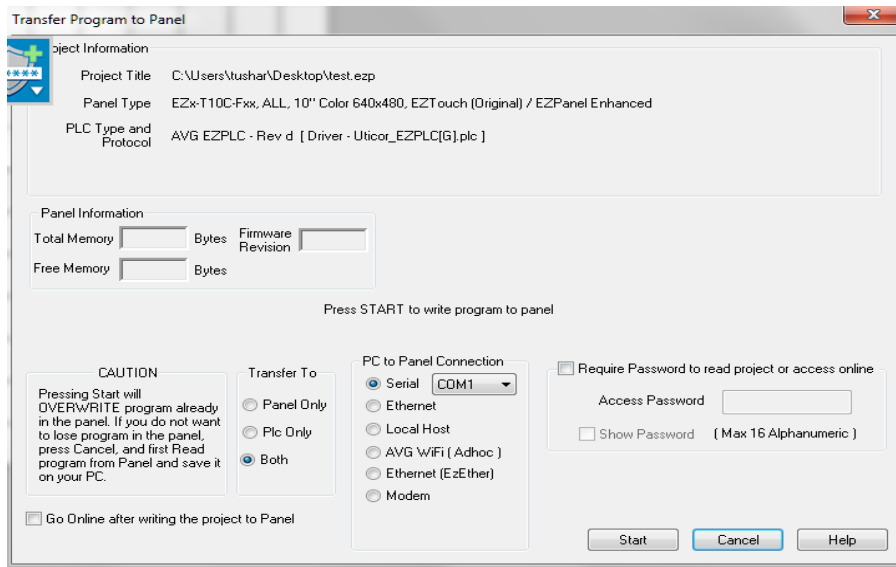 Transfer Program to Panel
oject Information
****
Project Title C:\Users\tushar\Desktop\test.ezp
Panel Type EZx-T10C-Fxx, ALL, 10" Color 640x480, EZTouch (Original) / EZPanel Enhanced
PLC Type and
Protocol
AVG EZPLC - Rev d [ Driver - Uticor_EZPLC[G].plc ]
Panel Information
Total Memory Bytes
Firmware
Revision
Free Memory Bytes
Press START to write program to panel
CAUTION
Pressing Start will
OVERWRITE program already
in the panel. If you do not want
to lose program in the panel,
press Cancel, and first Read
program from Panel and save it
on your PC.
Transfer To
Panel Only
Plc Only
Both
PC to Panel Connection
Serial COM1
Ethernet
Local Host
AVG WiFi ( Adhoc )
Ethernet (EzEther)
Modem
Require Password to read project or access online
Access Password
Show Password ( Max 16 Alphanumeric )
Go Online after writing the project to Panel
Start Cancel Help